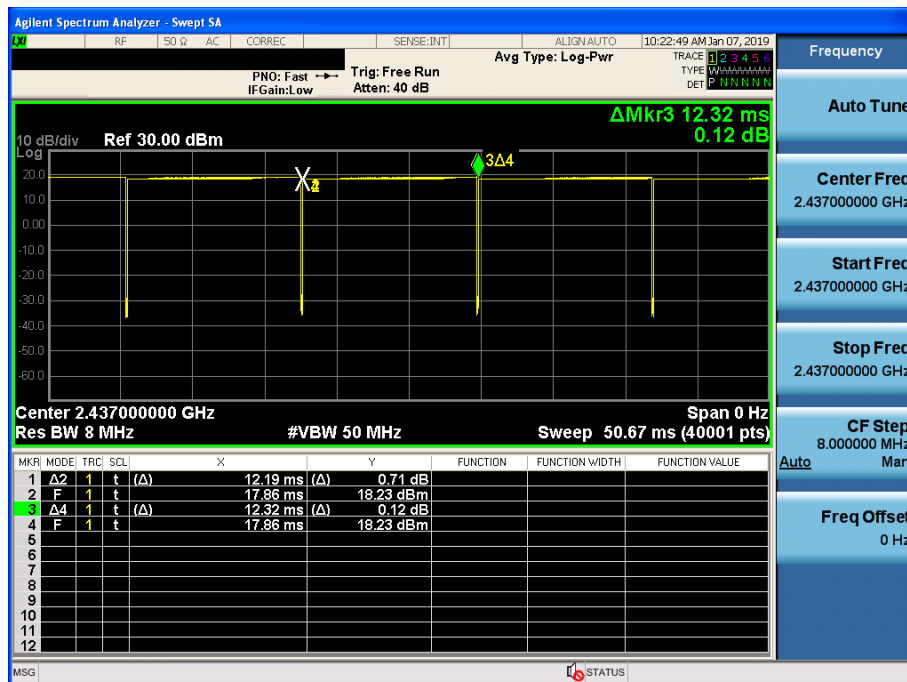 Agilent Spectrum Analyzer - Swept SA
LXI RF 50 Ω AC CORREC SENSE:INT ALIGN AUTO 10:22:49 AM Jan 07, 2019
Avg Type: Log-Pwr
PNO: Fast
IFGain:Low
Trig: Free Run
Atten: 40 dB
TRACE 1 2 3 4 5 6
TYPE WWWWWW
DET P N N N N N
ΔMkr3 12.32 ms
0.12 dB
10 dB/div Ref 30.00 dBm
Log
20.0
10.0
0.00
-10.0
-20.0
-30.0
-40.0
-50.0
-60.0
3Δ4
Center 2.437000000 GHz Span 0 Hz
Res BW 8 MHz #VBW 50 MHz Sweep 50.67 ms (40001 pts)
MKR MODE TRC SCL X Y FUNCTION FUNCTION WIDTH FUNCTION VALUE
1 Δ2 1 t (Δ) 12.19 ms (Δ) 0.71 dB
2 F 1 t 17.86 ms 18.23 dBm
3 Δ4 1 t (Δ) 12.32 ms (Δ) 0.12 dB
4 F 1 t 17.86 ms 18.23 dBm
5
6
7
8
9
10
11
12
MSG STATUS
Frequency
Auto Tune
Center Freq
2.437000000 GHz
Start Freq
2.437000000 GHz
Stop Freq
2.437000000 GHz
CF Step
8.000000 MHz
Auto Man
Freq Offset
0 Hz